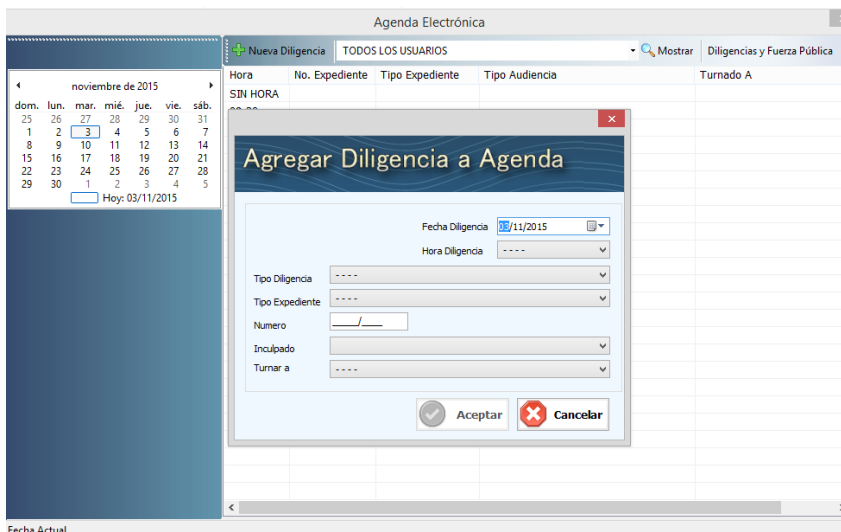 Agenda Electrónica
Nueva Diligencia TODOS LOS USUARIOS Mostrar Diligencias y Fuerza Pública
noviembre de 2015
dom. lun. mar. mié. jue. vie. sáb.
25 26 27 28 29 30 31
1 2 3 4 5 6 7
8 9 10 11 12 13 14
15 16 17 18 19 20 21
22 23 24 25 26 27 28
29 30 1 2 3 4 5
Hoy: 03/11/2015
Hora No. Expediente Tipo Expediente Tipo Audiencia Turnado A
SIN HORA
Agregar Diligencia a Agenda
Fecha Diligencia 03/11/2015
Hora Diligencia - - - -
Tipo Diligencia - - - -
Tipo Expediente - - - -
Numero ____/___
Inculpado
Turnar a - - - -
Aceptar Cancelar
Fecha Actual